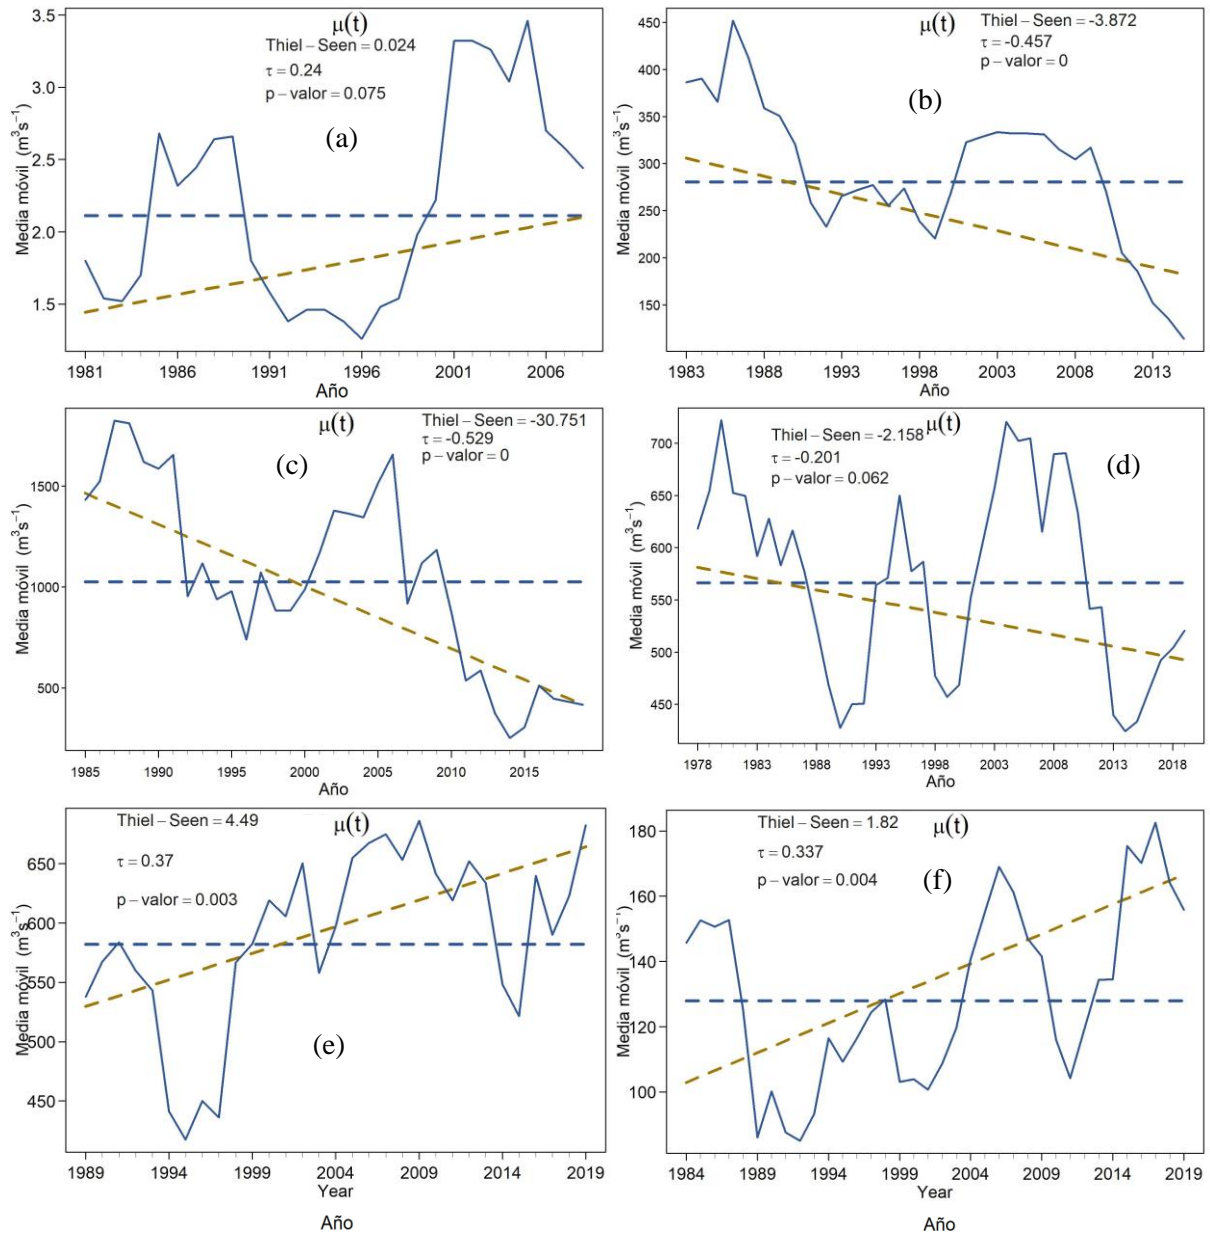 μ(t)
Thiel–Seen = 0.024
τ = 0.24
p–valor = 0.075
(a)
Media móvil (m³s⁻¹)
3.5
3.0
2.5
2.0
1.5
1981 1986 1991 1996 2001 2006
Año
μ(t)
Thiel–Seen = -3.872
τ = -0.457
p–valor = 0
(b)
Media móvil (m³s⁻¹)
450
400
350
300
250
200
150
1983 1988 1993 1998 2003 2008 2013
Año
μ(t)
Thiel–Seen = -30.751
τ = -0.529
p–valor = 0
(c)
Media móvil (m³s⁻¹)
1500
1000
500
1985 1990 1995 2000 2005 2010 2015
Año
μ(t)
Thiel–Seen = -2.158
τ = -0.201
p–valor = 0.062
(d)
Media móvil (m³s⁻¹)
700
650
600
550
500
450
1978 1983 1988 1993 1998 2003 2008 2014 2018
Año
Thiel–Seen = 4.49
μ(t)
τ = 0.37
p–valor = 0.003
(e)
Media móvil (m³s⁻¹)
650
600
550
500
450
1989 1994 1999 2004 2009 2014 2019
Year
Año
Thiel–Seen = 1.82
μ(t)
τ = 0.337
p–valor = 0.004
(f)
Media móvil (m³s⁻¹)
180
160
140
120
100
1984 1989 1994 1999 2004 2009 2014 2019
Year
Año